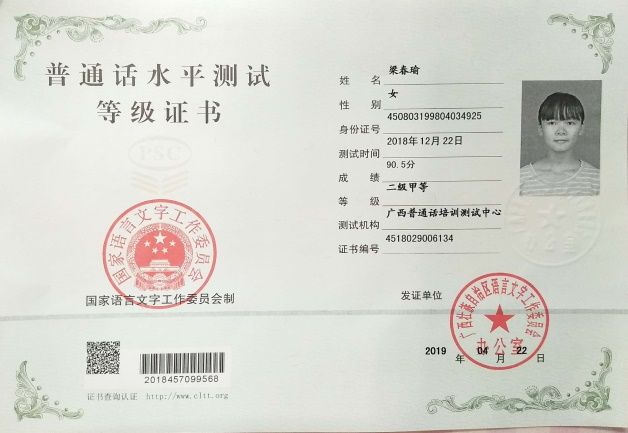 普通话水平测试
等级证书
PSC
国家语言文字工作委员会
国家语言文字工作委员会制
2018457099568
证书查询认证 http://www.cltt.org
姓 名 梁春瑜
性 别 女
身份证号 450803199804034925
测试时间 2018年12月22日
成 绩 90.5分
等 级 二级甲等
测试机构 广西普通话培训测试中心
证书编号 4518029006134
发证单位
广西壮族自治区语言文字工作委员会
办公室
2019 年 04 月 22 日